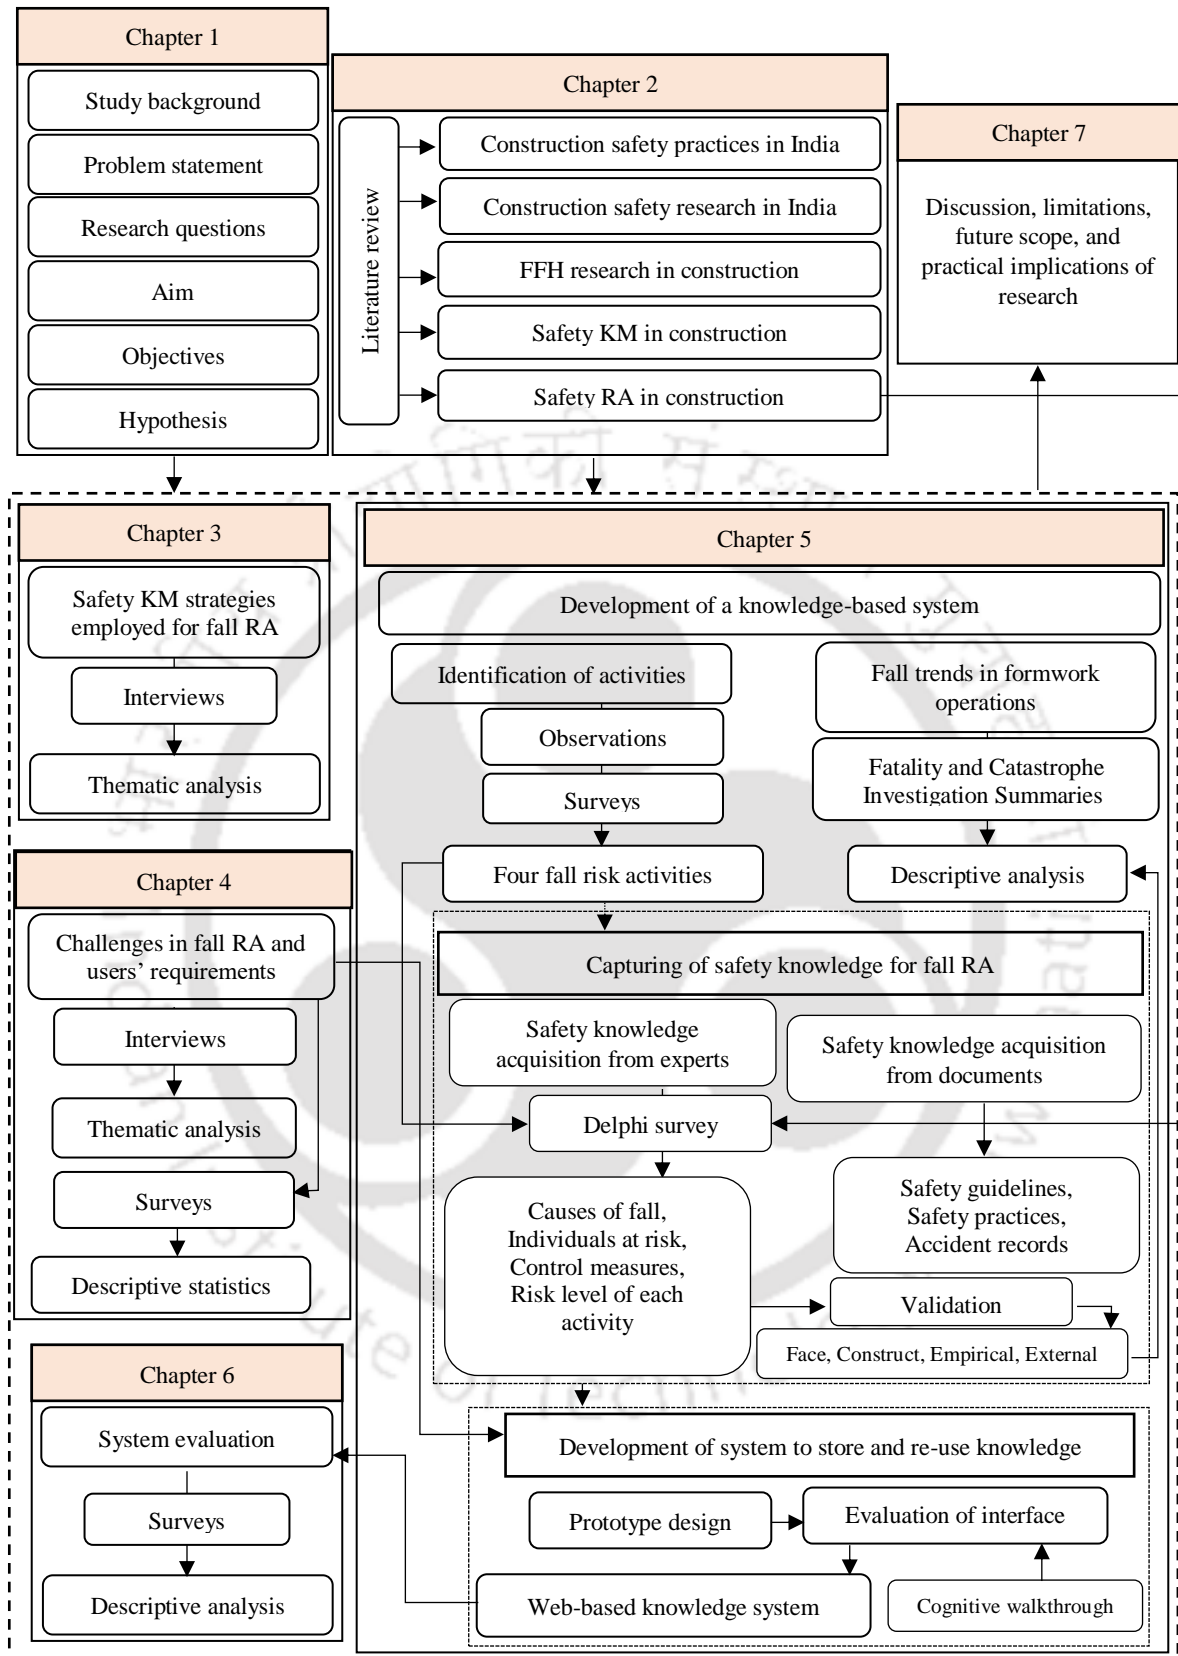 Chapter 1
Study background
Problem statement
Research questions
Aim
Objectives
Hypothesis
Chapter 2
Literature review
Construction safety practices in India
Construction safety research in India
FFH research in construction
Safety KM in construction
Safety RA in construction
Chapter 7
Discussion, limitations,
future scope, and
practical implications of
research
Chapter 3
Safety KM strategies
employed for fall RA
Interviews
Thematic analysis
Chapter 4
Challenges in fall RA and
users’ requirements
Interviews
Thematic analysis
Surveys
Descriptive statistics
Chapter 6
System evaluation
Surveys
Descriptive analysis
Chapter 5
Development of a knowledge-based system
Identification of activities
Observations
Surveys
Four fall risk activities
Fall trends in formwork
operations
Fatality and Catastrophe
Investigation Summaries
Descriptive analysis
Capturing of safety knowledge for fall RA
Safety knowledge
acquisition from experts
Safety knowledge acquisition
from documents
Delphi survey
Causes of fall,
Individuals at risk,
Control measures,
Risk level of each
activity
Safety guidelines,
Safety practices,
Accident records
Validation
Face, Construct, Empirical, External
Development of system to store and re-use knowledge
Prototype design
Evaluation of interface
Web-based knowledge system
Cognitive walkthrough